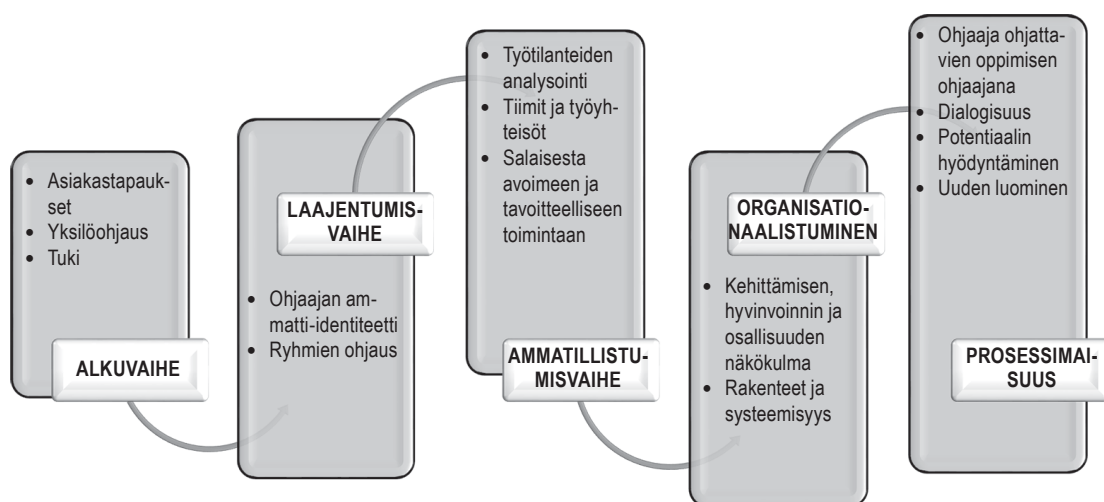 • Asiakastapauk-
set
• Yksilöohjaus
• Tuki
ALKUVAIHE
LAAJENTUMIS-
VAIHE
• Ohjaajan am-
matti-identiteetti
• Ryhmien ohjaus
• Työtilanteiden
analysointi
• Tiimit ja työyh-
teisöt
• Salaisesta
avoimeen ja
tavoitteelliseen
toimintaan
AMMATILLISTU-
MISVAIHE
ORGANISATIO-
NAALISTUMINEN
• Kehittämisen,
hyvinvoinnin ja
osallisuuden
näkökulma
• Rakenteet ja
systeemisyys
• Ohjaaja ohjatta-
vien oppimisen
ohjaajana
• Dialogisuus
• Potentiaalin
hyödyntäminen
• Uuden luominen
PROSESSIMAI-
SUUS